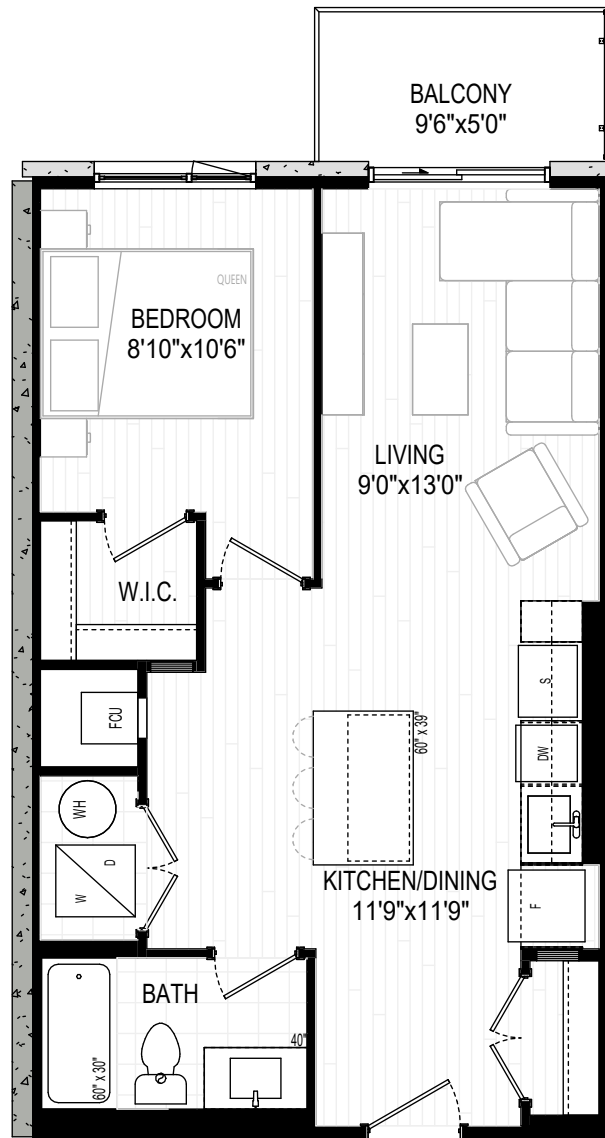 BALCONY
9'6"x5'0"
QUEEN
BEDROOM
8'10"x10'6"
LIVING
9'0"x13'0"
W.I.C.
S
FCU
60" x 39"
DW
WH
D
W
KITCHEN/DINING
11'9"x11'9"
F
BATH
40"
60" x 30"